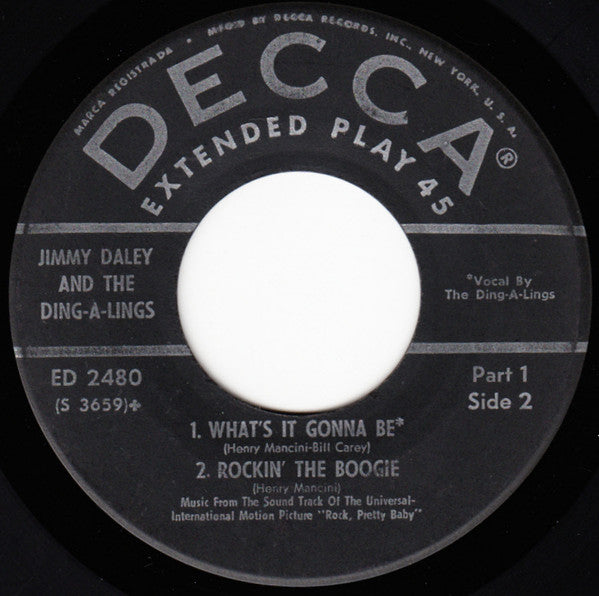 MARCA REGISTRADA • MFG'D BY DECCA RECORDS, INC., NEW YORK, U. S. A.
DECCA®
EXTENDED PLAY 45
JIMMY DALEY
AND THE
DING-A-LINGS
*Vocal By
The Ding-A-Lings
ED 2480
(S 3659)+
Part 1
Side 2
1. WHAT'S IT GONNA BE*
(Henry Mancini-Bill Carey)
2. ROCKIN' THE BOOGIE
(Henry Mancini)
Music From The Sound Track Of The Universal-
International Motion Picture "Rock, Pretty Baby"